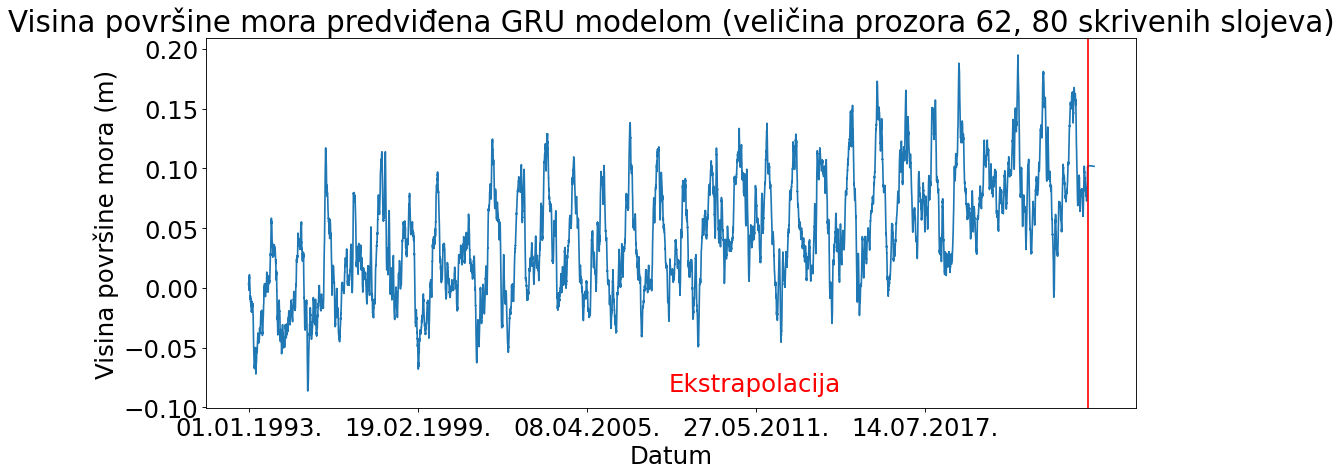 Visina površine mora predviđena GRU modelom (veličina prozora 62, 80 skrivenih slojeva)
Visina površine mora (m)
0.20
0.15
0.10
0.05
0.00
−0.05
−0.10
Ekstrapolacija
01.01.1993. 19.02.1999. 08.04.2005. 27.05.2011. 14.07.2017.
Datum